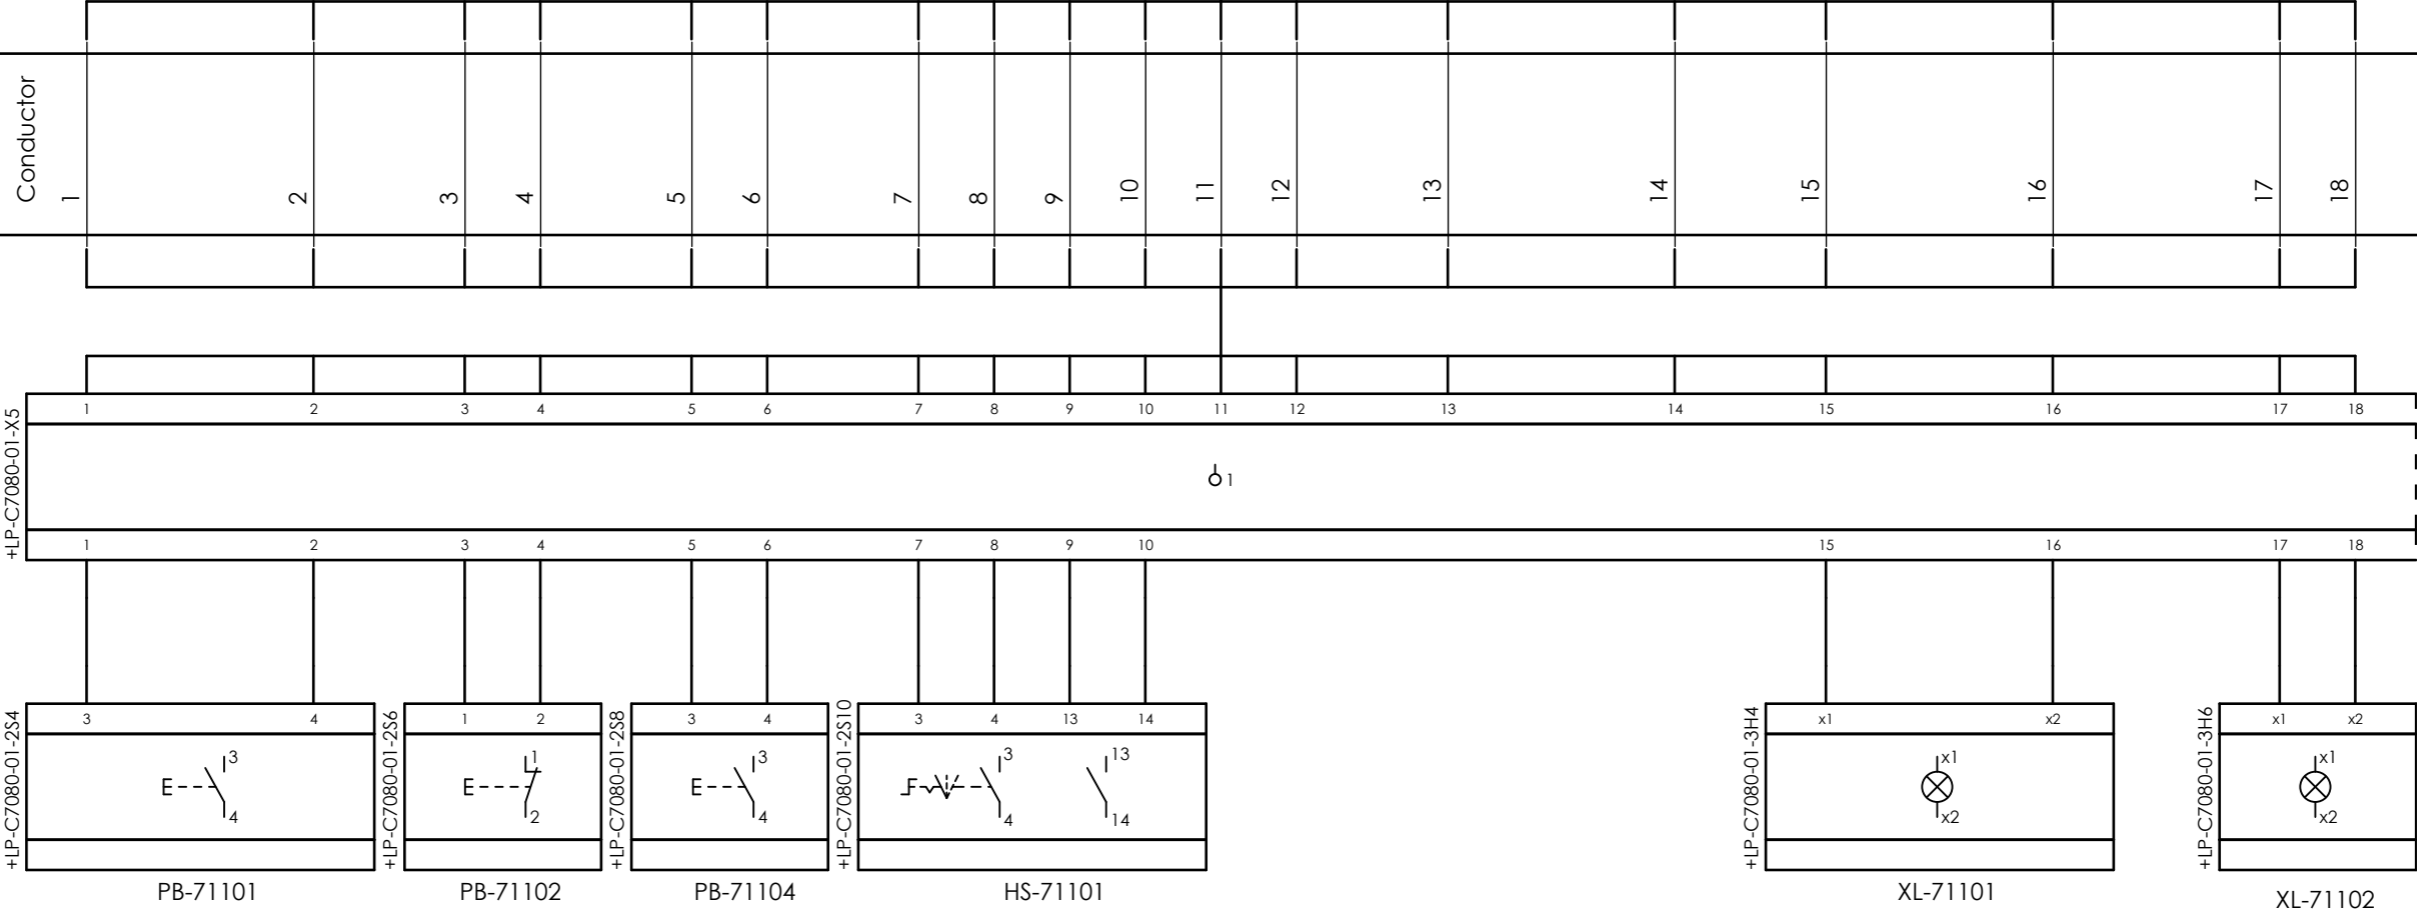 Conductor
1 2 3 4 5 6 7 8 9 10 11 12 13 14 15 16 17 18
+LP-C7080-01-X5
1 2 3 4 5 6 7 8 9 10 11 12 13 14 15 16 17 18
1
1 2 3 4 5 6 7 8 9 10 15 16 17 18
+LP-C7080-01-2S4
3 4
E 3
4
PB-71101
+LP-C7080-01-2S6
1 2
E 1
2
PB-71102
+LP-C7080-01-2S8
3 4
E 3
4
PB-71104
+LP-C7080-01-2S10
3 4 13 14
3 13
4 14
HS-71101
+LP-C7080-01-3H4
x1 x2
x1
x2
XL-71101
+LP-C7080-01-3H6
x1 x2
x1
x2
XL-71102